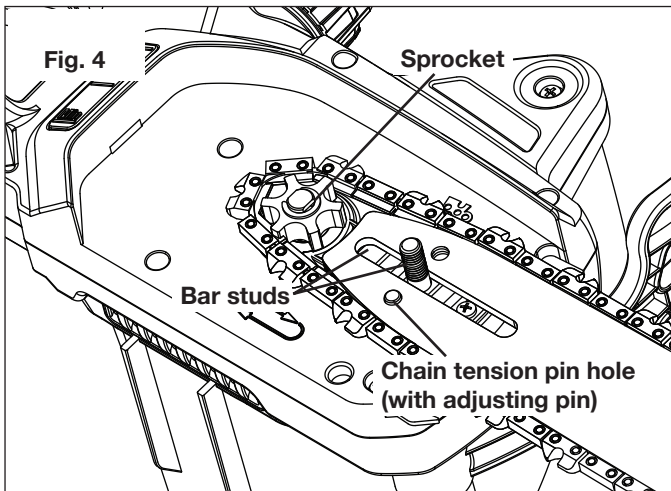 Fig. 4
Sprocket
Bar studs
Chain tension pin hole
(with adjusting pin)